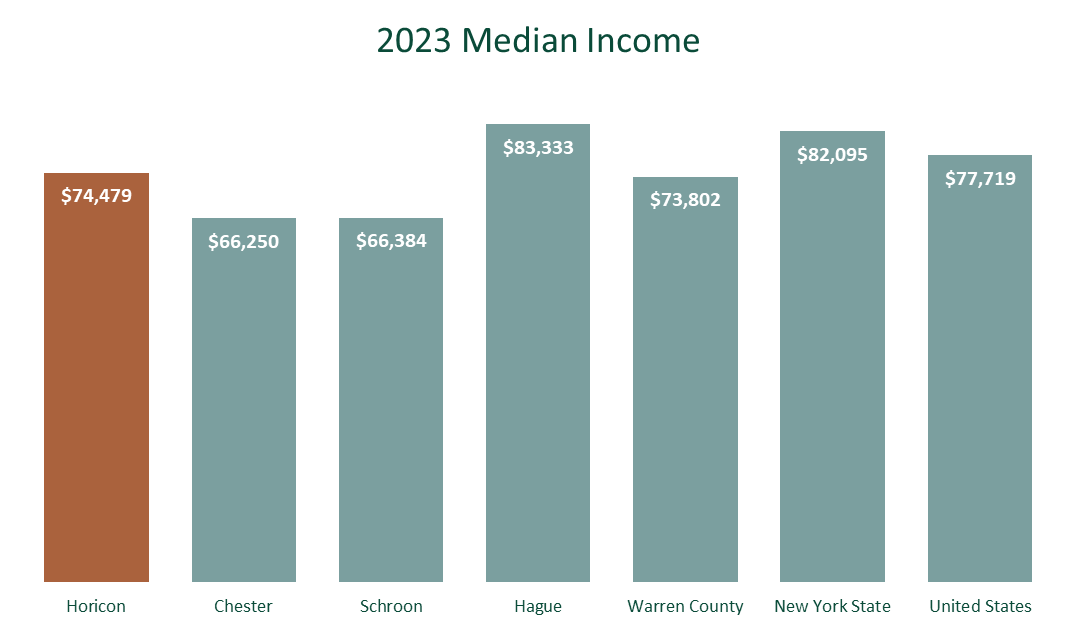 2023 Median Income
$74,479
$66,250
$66,384
$83,333
$73,802
$82,095
$77,719
Horicon
Chester
Schroon
Hague
Warren County
New York State
United States